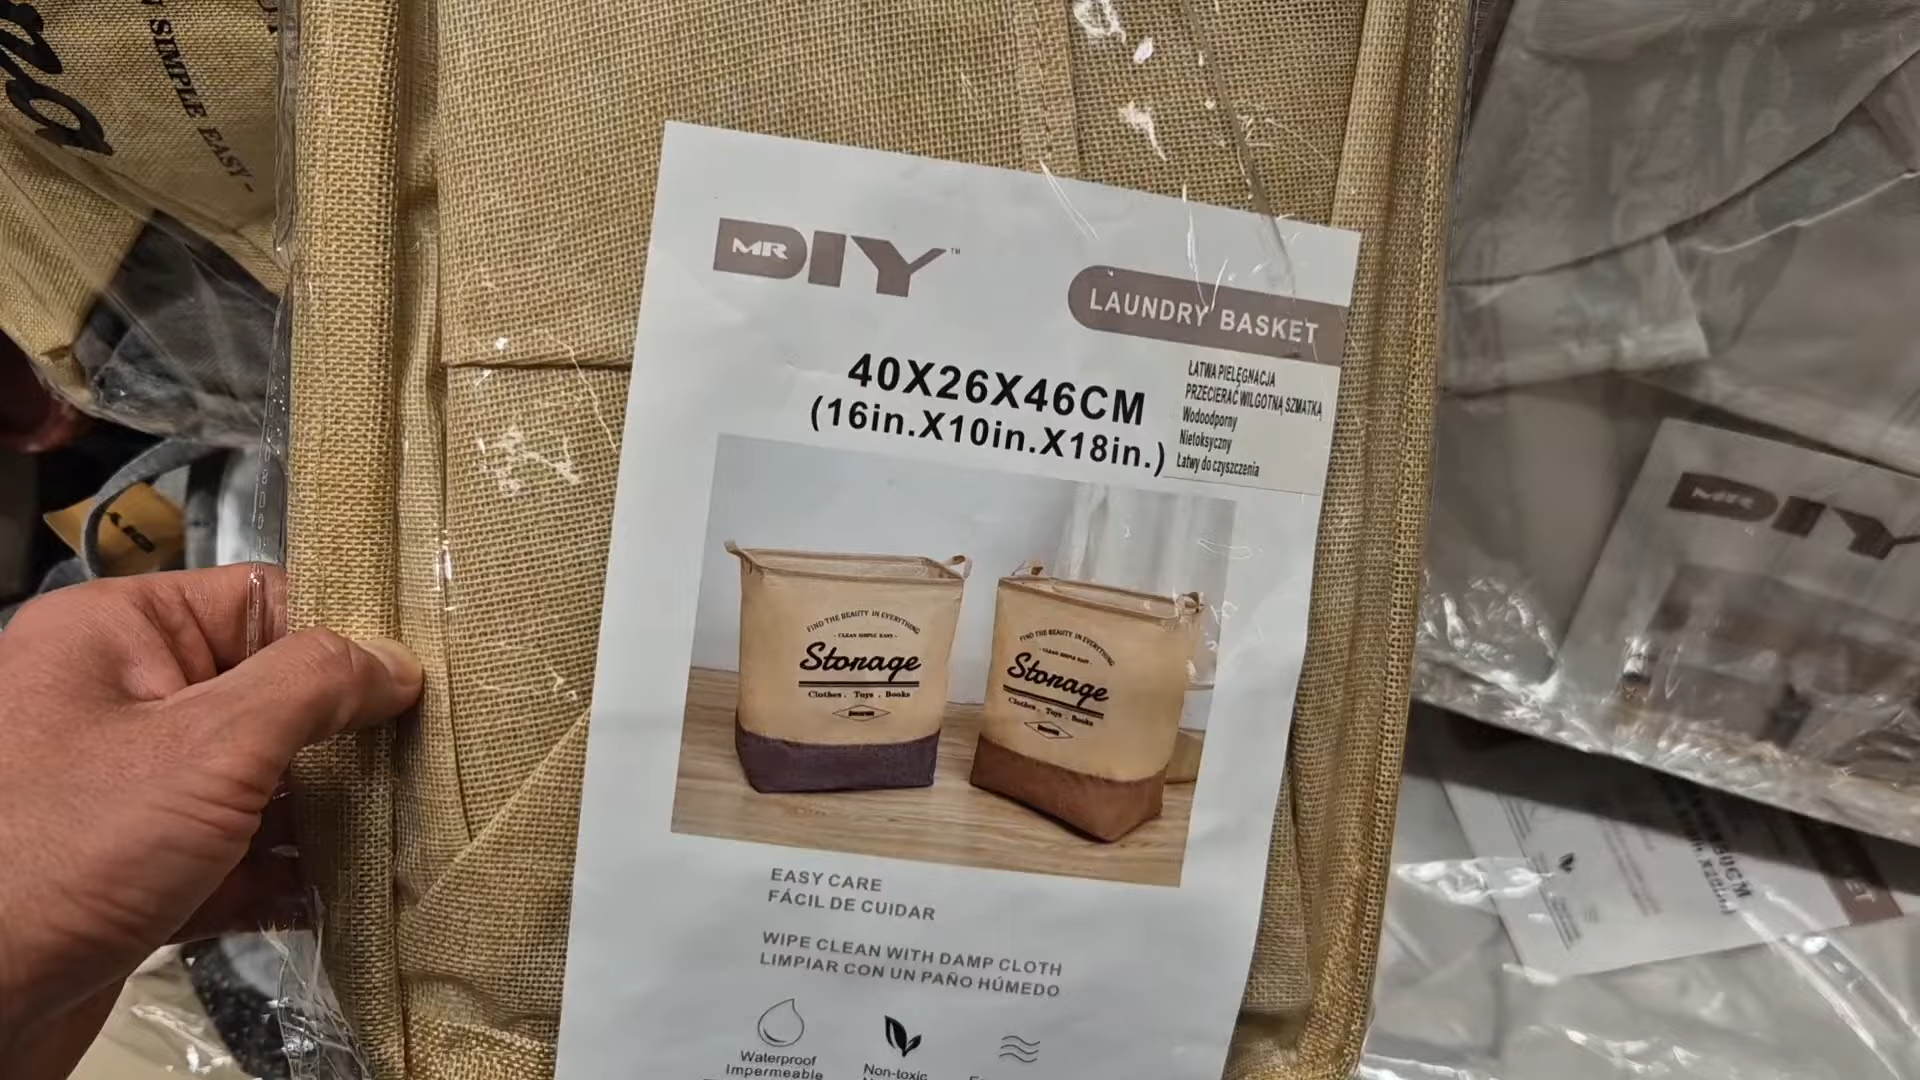 SIMPLE EASY-
MR DIY™
LAUNDRY BASKET
40X26X46CM
(16in.X10in.X18in.)
ŁATWA PIELĘGNACJA
PRZECIERAĆ WILGOTNĄ SZMATKĄ
Wodoodporny
Nietoksyczny
Łatwy do czyszczenia
FIND THE BEAUTY IN EVERYTHING
- CLEAN SIMPLE EASY -
Storage
Clothes . Toys . Books
FIND THE BEAUTY IN EVERYTHING
- CLEAN SIMPLE EASY -
Storage
Clothes . Toys . Books
EASY CARE
FÁCIL DE CUIDAR
WIPE CLEAN WITH DAMP CLOTH
LIMPIAR CON UN PAÑO HÚMEDO
Waterproof
Impermeable
Non-toxic
MR DIY